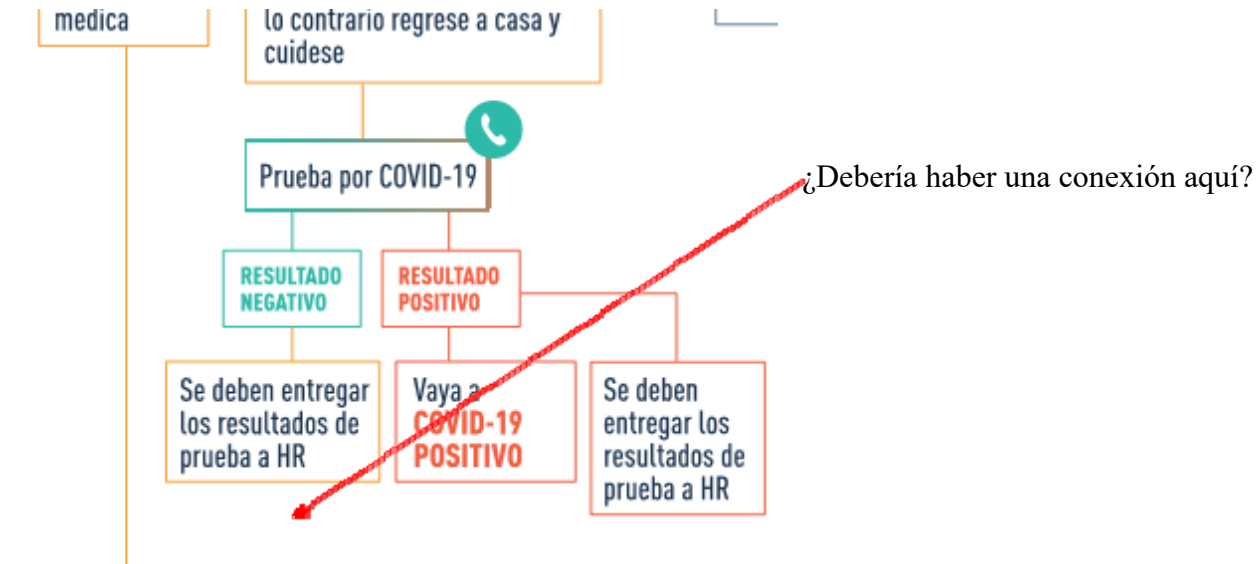 medica
lo contrario regrese a casa y
cuidese
Prueba por COVID-19
¿Debería haber una conexión aquí?
RESULTADO
NEGATIVO
RESULTADO
POSITIVO
Se deben entregar
los resultados de
prueba a HR
Vaya a
COVID-19
POSITIVO
Se deben
entregar los
resultados de
prueba a HR